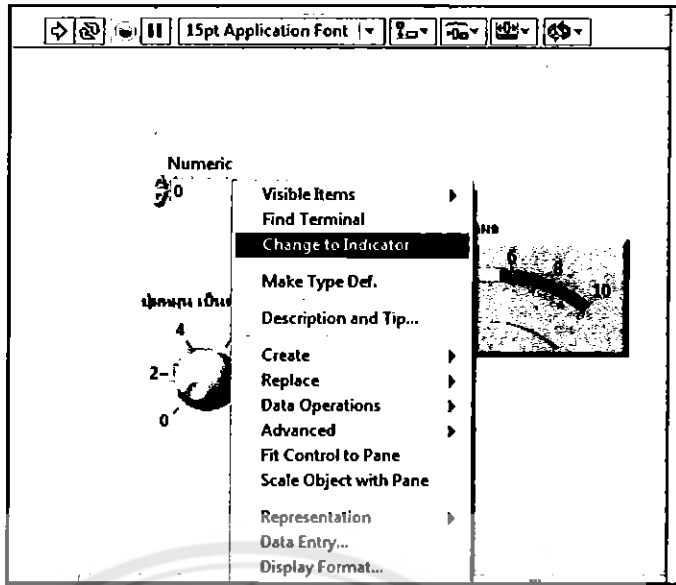 15pt Application Font
Numeric
0
Visible Items
Find Terminal
Change to Indicator
Make Type Def.
Description and Tip...
Create
Replace
Data Operations
Advanced
Fit Control to Pane
Scale Object with Pane
Representation
Data Entry...
Display Format...
6
8
10
4
2
0